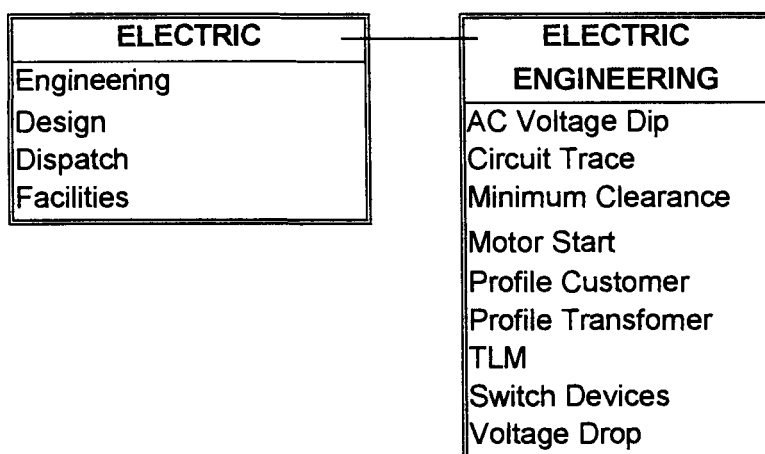 ELECTRIC
Engineering
Design
Dispatch
Facilities
ELECTRIC
ENGINEERING
AC Voltage Dip
Circuit Trace
Minimum Clearance
Motor Start
Profile Customer
Profile Transfomer
TLM
Switch Devices
Voltage Drop